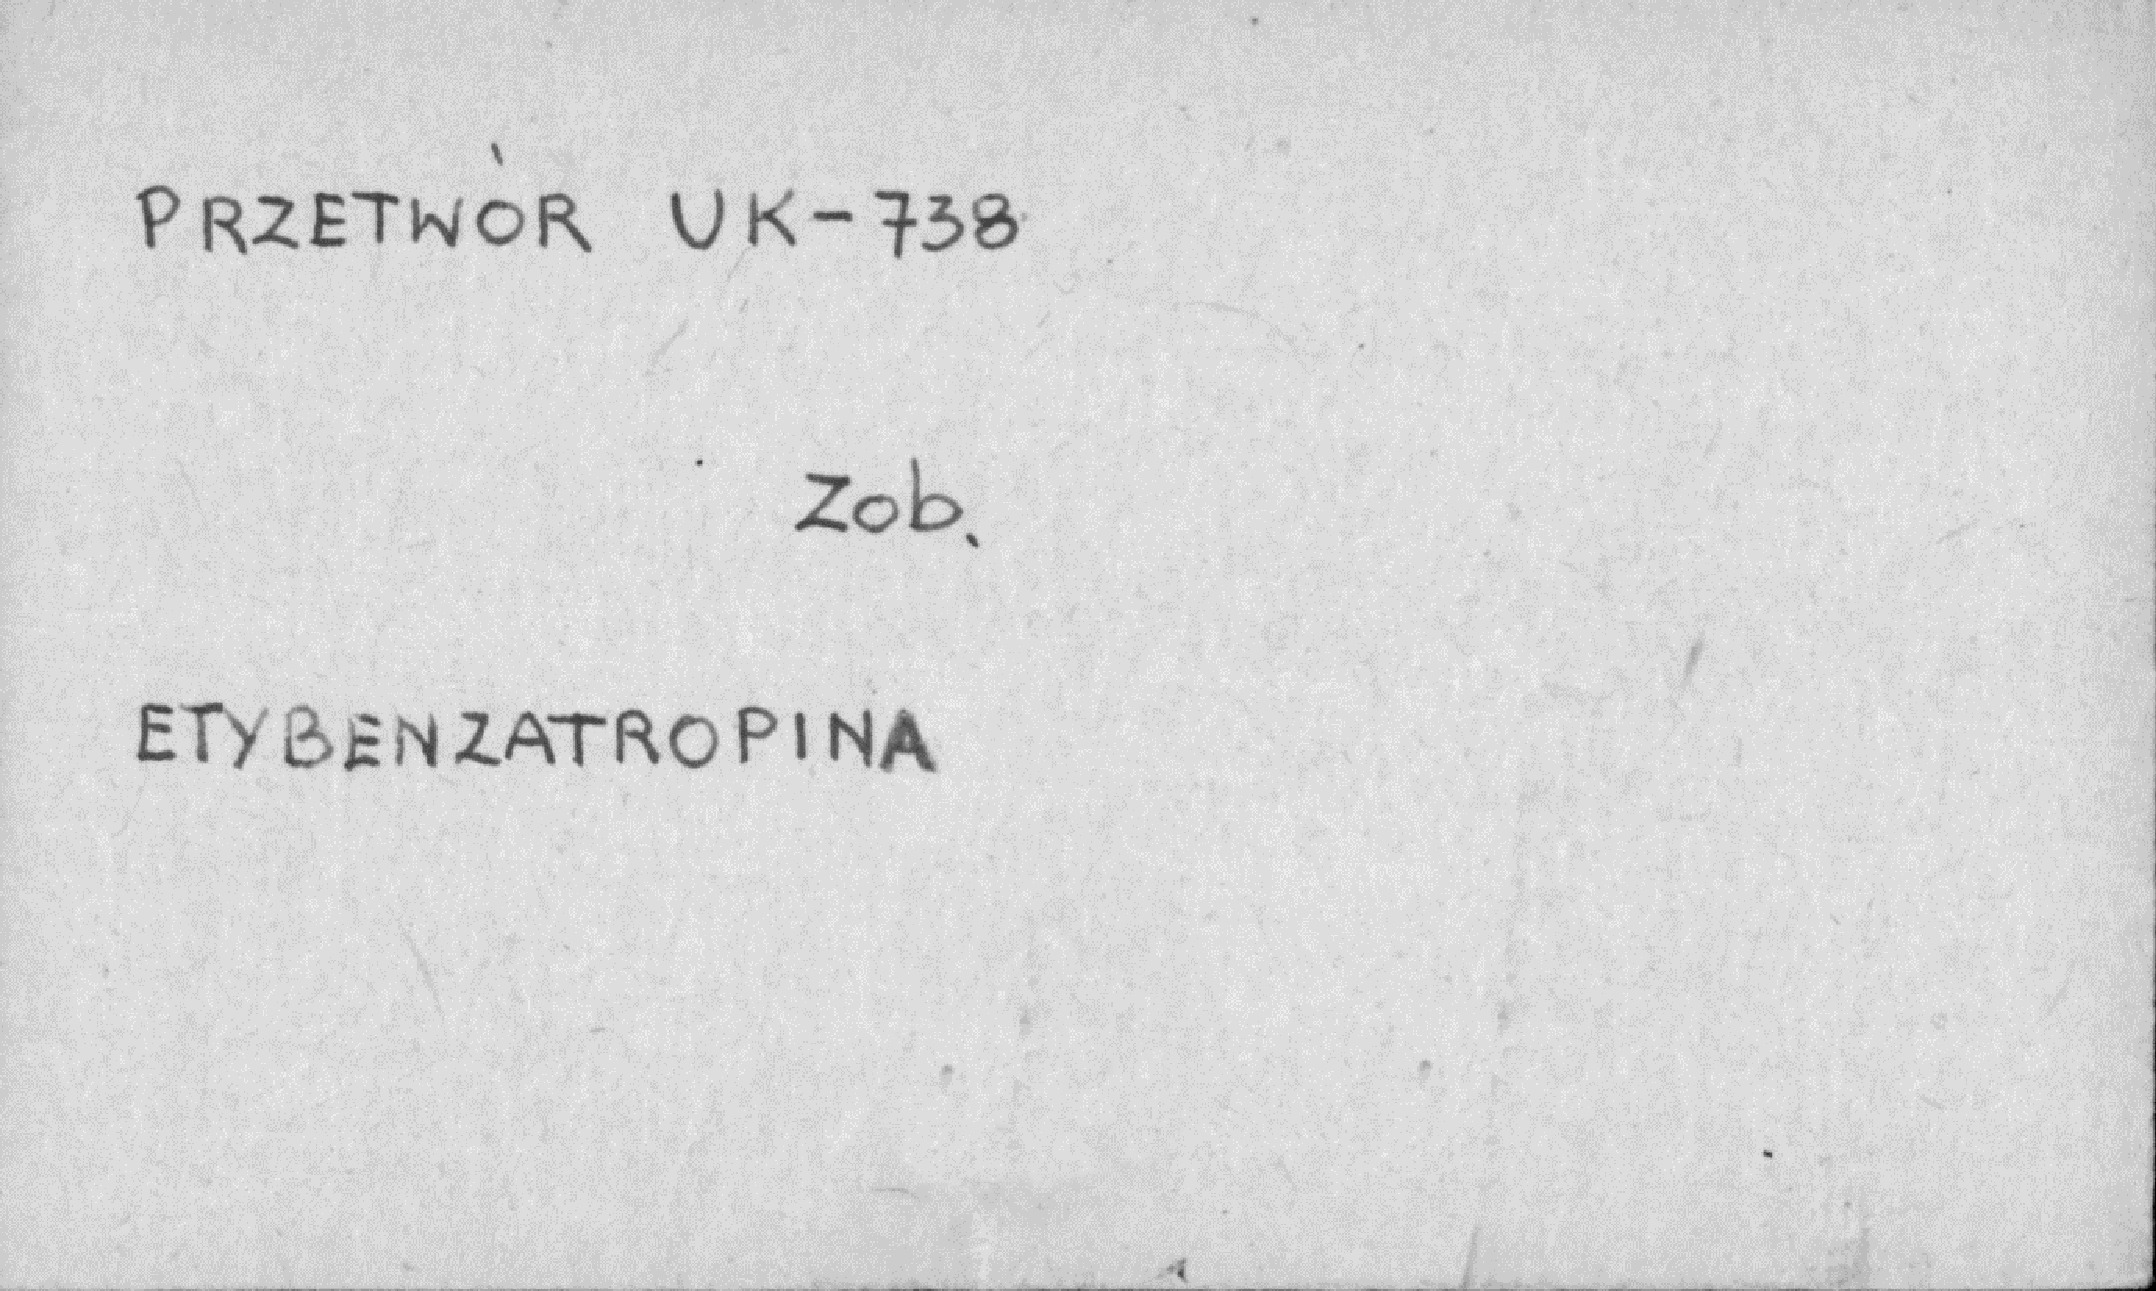 PRZETWÓR UK-738
Zob.
ETYBENZATROPINA